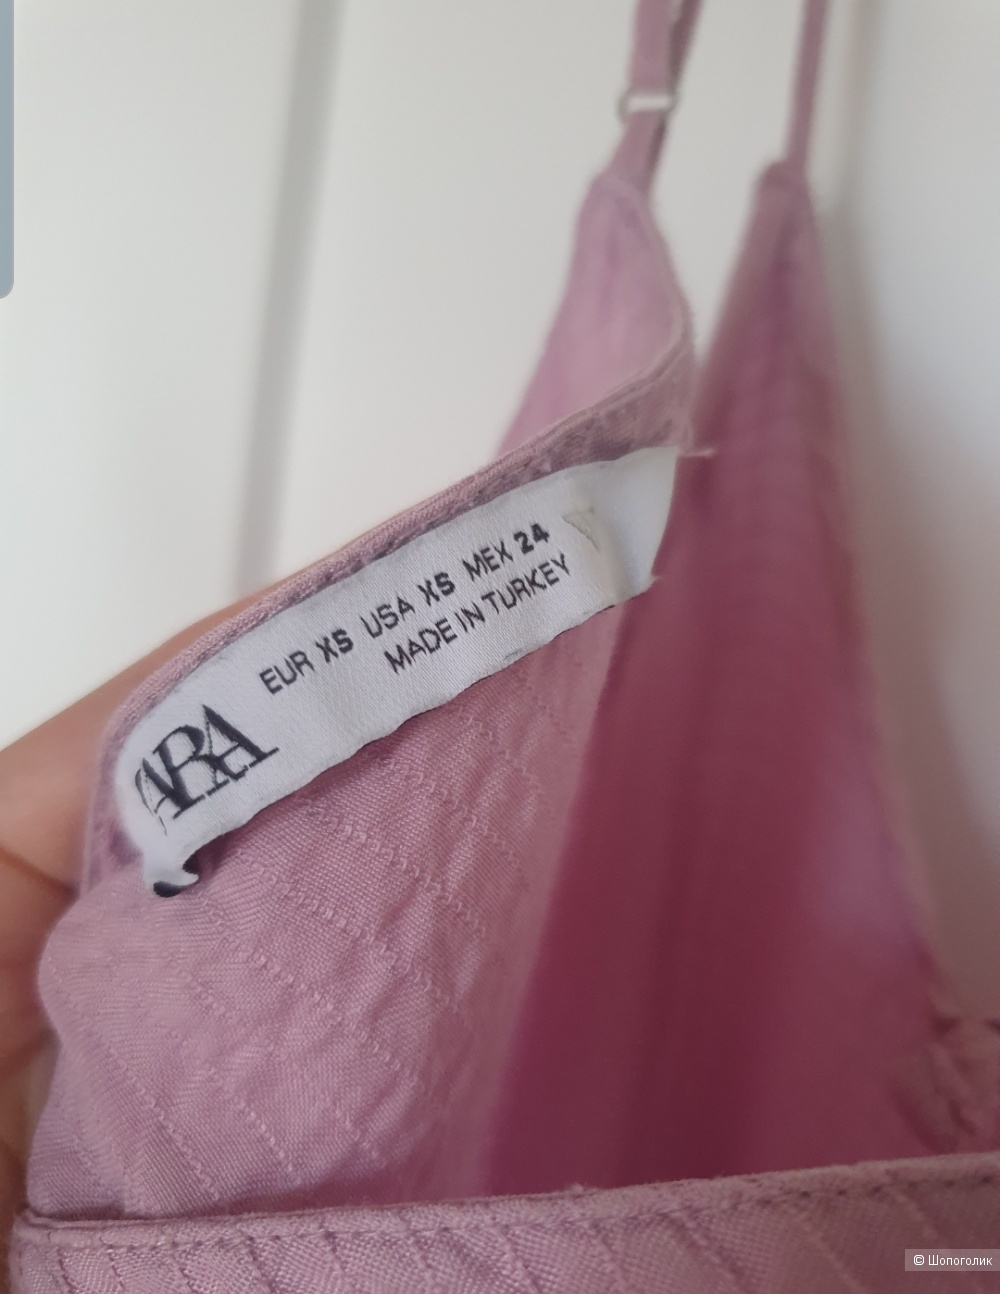 ZARA
EUR XS USA XS MEX 24
MADE IN TURKEY
© Шопоголик